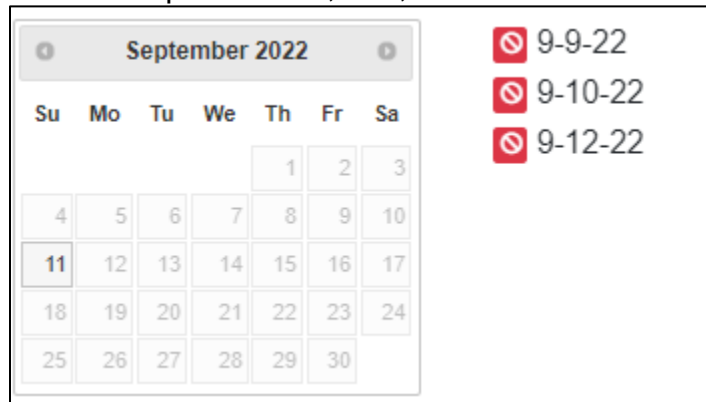 September 2022
Su Mo Tu We Th Fr Sa
1 2 3
4 5 6 7 8 9 10
11 12 13 14 15 16 17
18 19 20 21 22 23 24
25 26 27 28 29 30
9-9-22
9-10-22
9-12-22